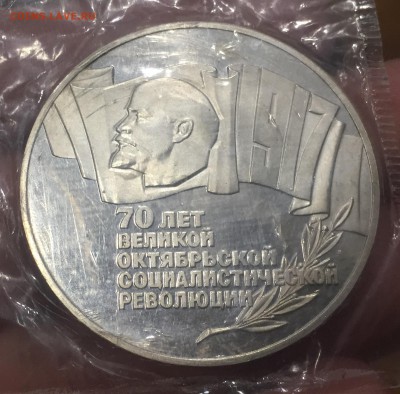 1917
70 ЛЕТ
ВЕЛИКОЙ
ОКТЯБРЬСКОЙ
СОЦИАЛИСТИЧЕСКОЙ
РЕВОЛЮЦИИ